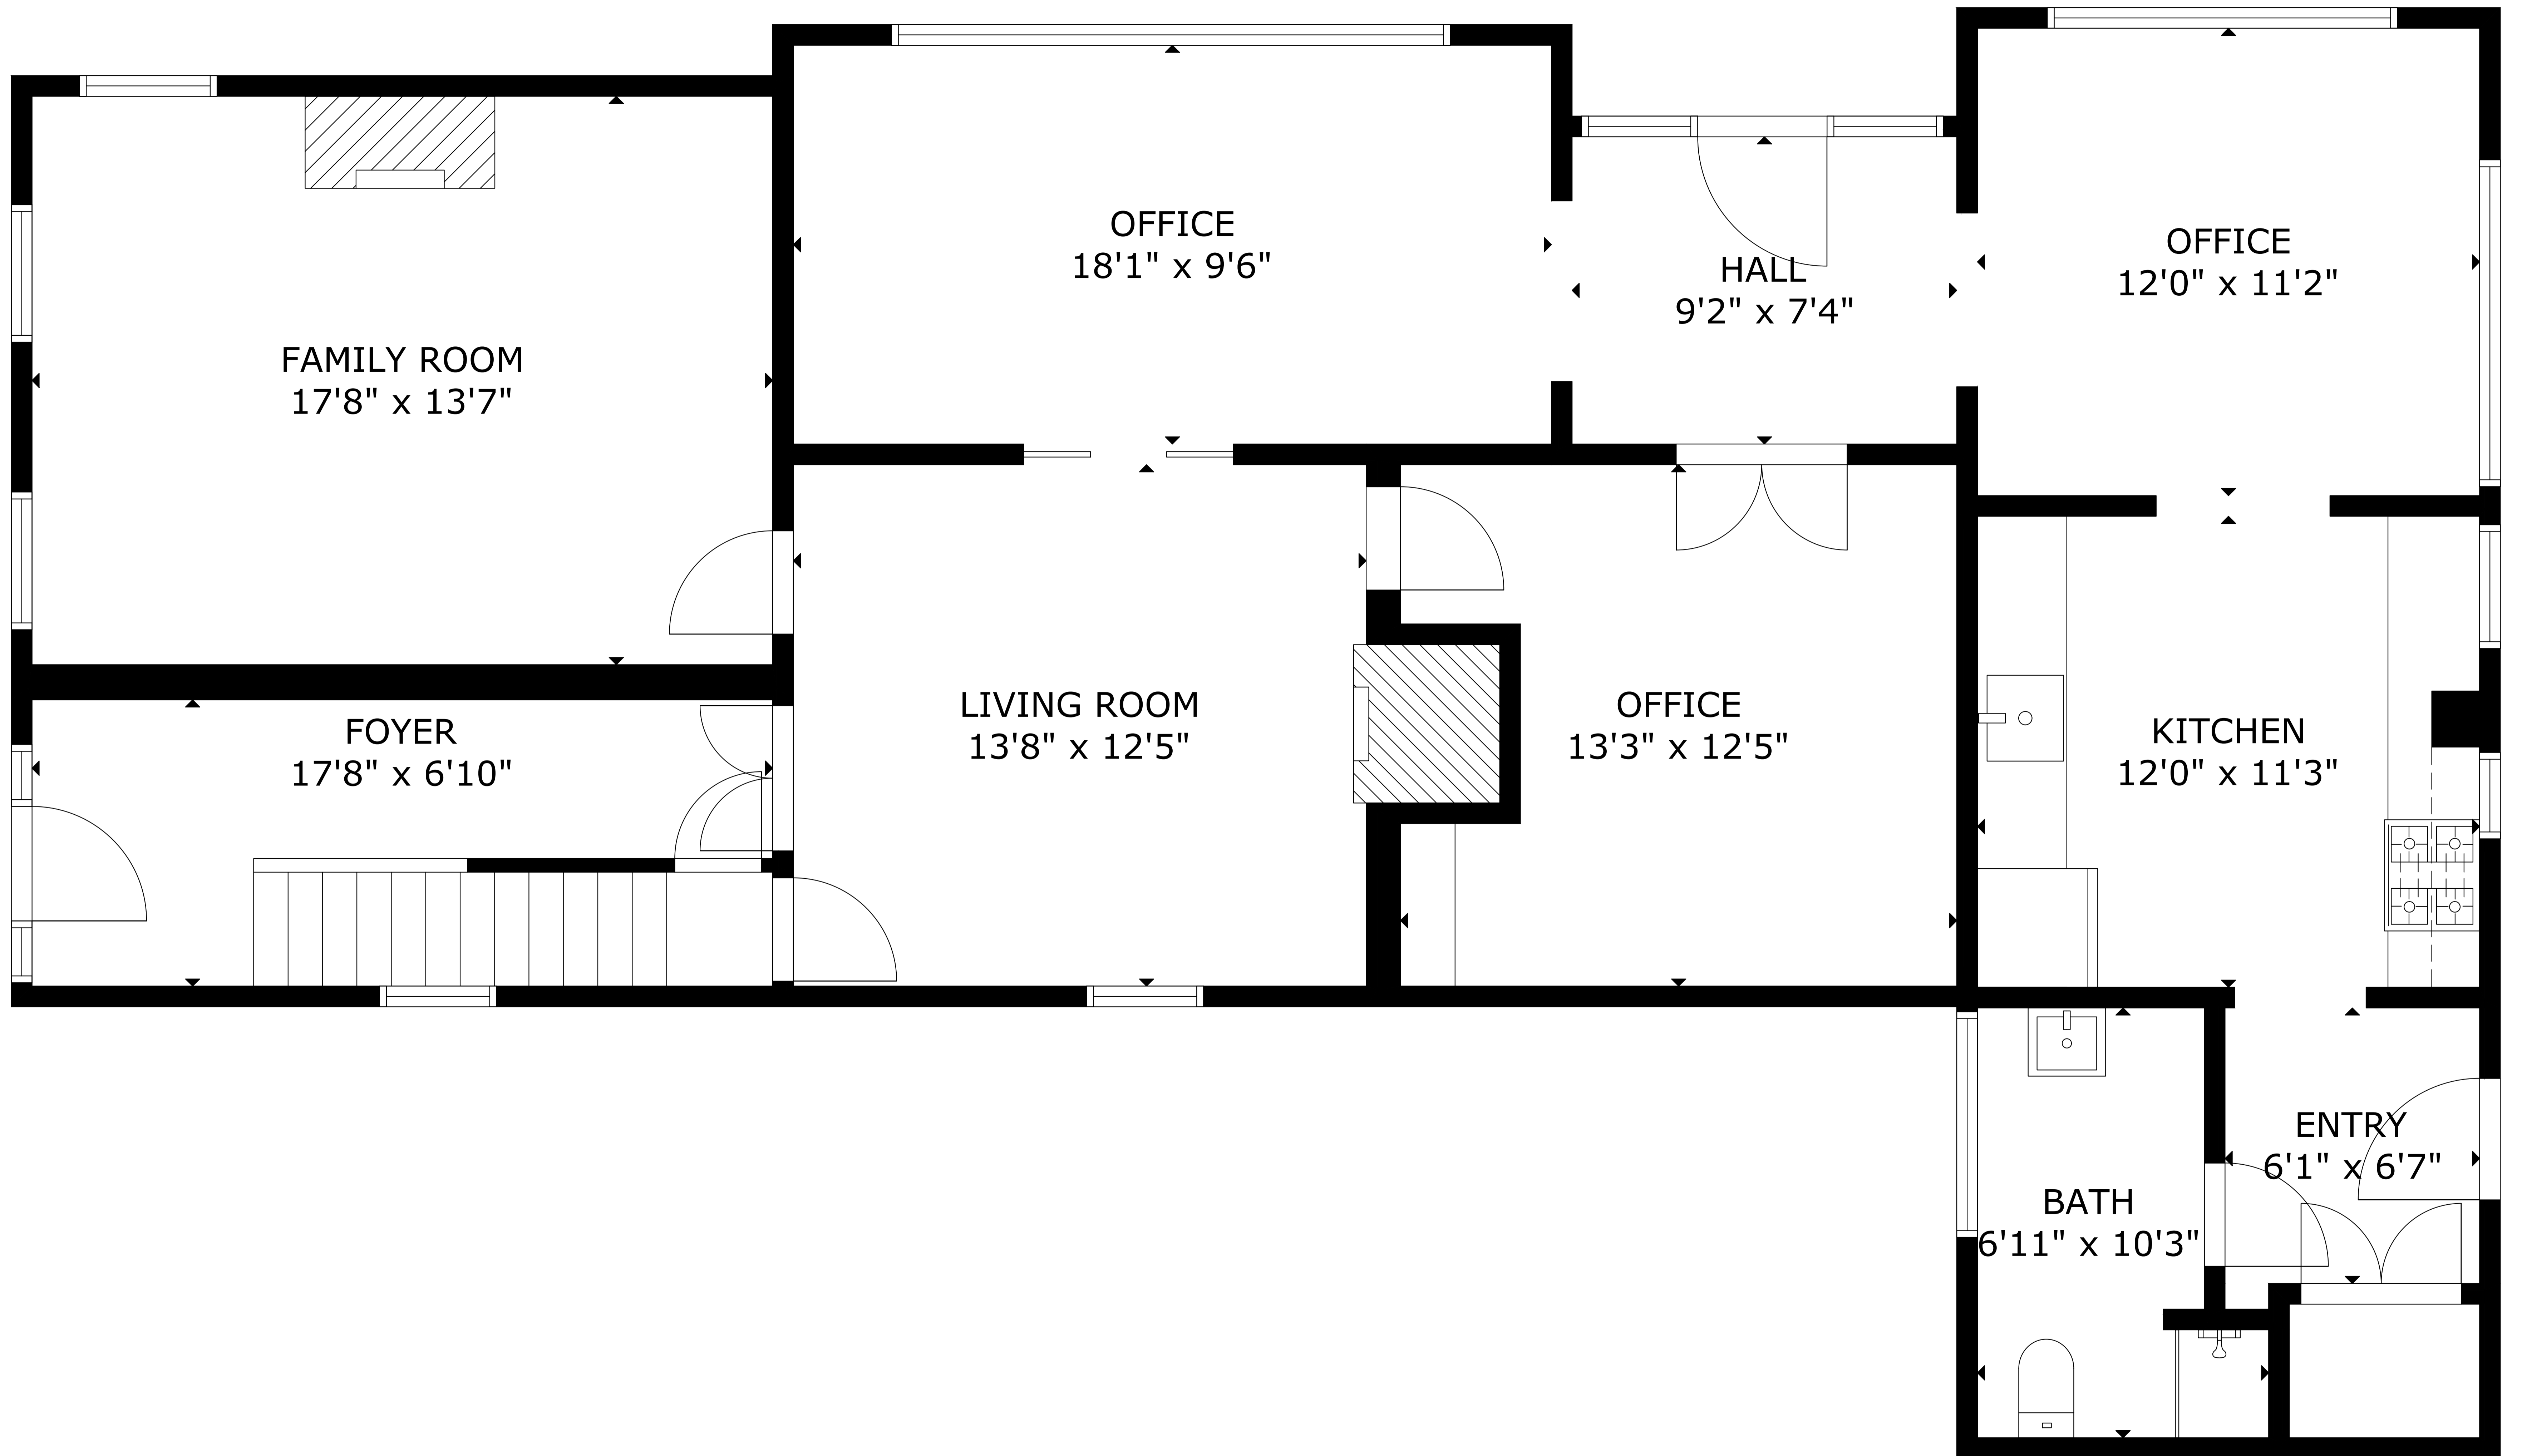 OFFICE
18'1" x 9'6"
OFFICE
12'0" x 11'2"
HALL
9'2" x 7'4"
FAMILY ROOM
17'8" x 13'7"
LIVING ROOM
13'8" x 12'5"
OFFICE
13'3" x 12'5"
FOYER
17'8" x 6'10"
KITCHEN
12'0" x 11'3"
ENTRY
6'1" x 6'7"
BATH
6'11" x 10'3"